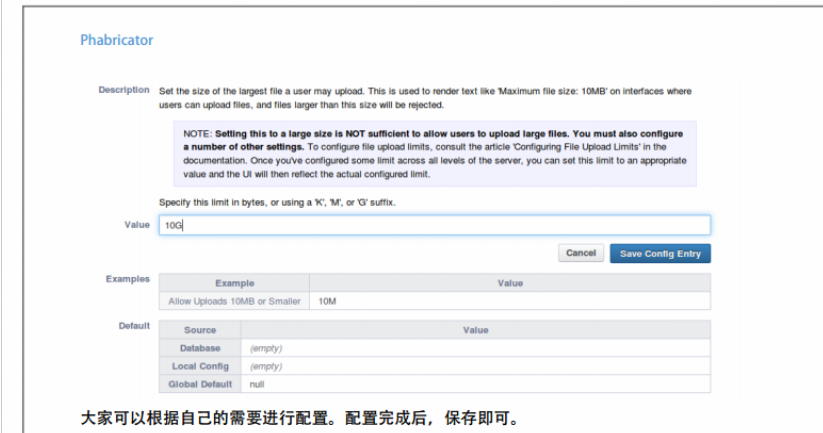 Phabricator
Description Set the size of the largest file a user may upload. This is used to render text like 'Maximum file size: 10MB' on interfaces where
users can upload files, and files larger than this size will be rejected.
NOTE: Setting this to a large size is NOT sufficient to allow users to upload large files. You must also configure
a number of other settings. To configure file upload limits, consult the article 'Configuring File Upload Limits' in the
documentation. Once you've configured some limit across all levels of the server, you can set this limit to an appropriate
value and the UI will then reflect the actual configured limit.
Specify this limit in bytes, or using a 'K', 'M', or 'G' suffix.
Value 10G
Cancel Save Config Entry
Examples
Example Value
Allow Uploads 10MB or Smaller 10M
Default
Source Value
Database (empty)
Local Config (empty)
Global Default null
大家可以根据自己的需要进行配置。配置完成后，保存即可。